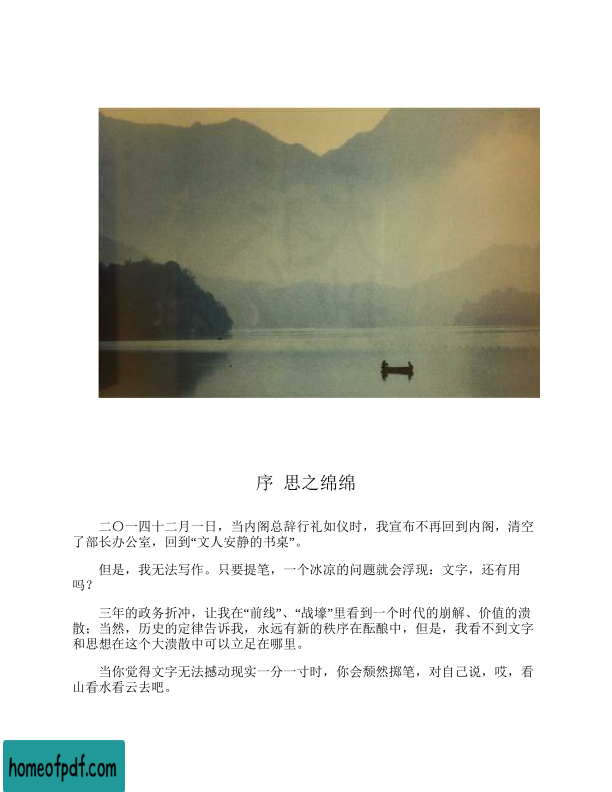 序 思之绵绵
二〇一四十二月一日，当内阁总辞行礼如仪时，我宣布不再回到内阁，清空
了部长办公室，回到“文人安静的书桌”。
但是，我无法写作。只要提笔，一个冰凉的问题就会浮现：文字，还有用
吗？
三年的政务折冲，让我在“前线”、“战壕”里看到一个时代的崩解、价值的溃
散；当然，历史的定律告诉我，永远有新的秩序在酝酿中，但是，我看不到文字
和思想在这个大溃散中可以立足在哪里。
当你觉得文字无法撼动现实一分一寸时，你会颓然掷笔，对自己说，哎，看
山看水看云去吧。
homeofpdf.com